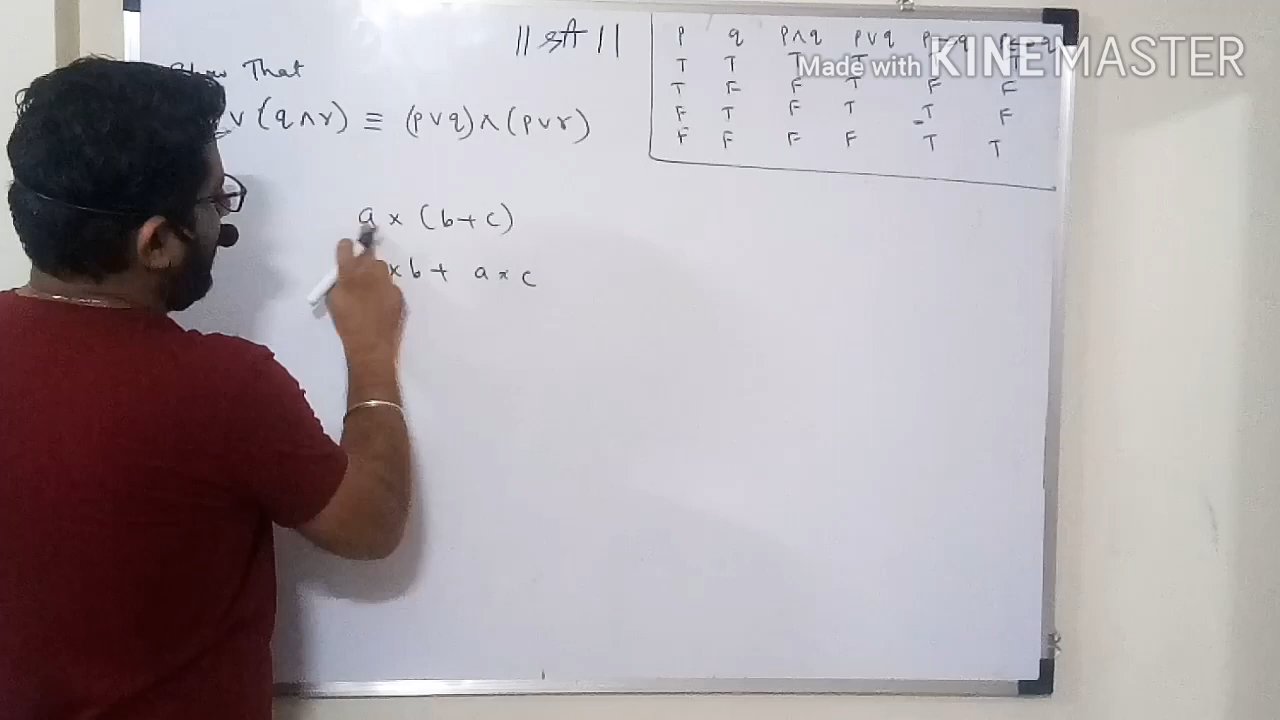 || श्री ||
Show That
∨ (q ∧ r) ≡ (p ∨ q) ∧ (p ∨ r)
a × (b + c)
× b + a × c
p q p∧q p∨q
T T T T T T
T F F T F F
F T F T T F
F F F F T T
Made with KINEMASTER